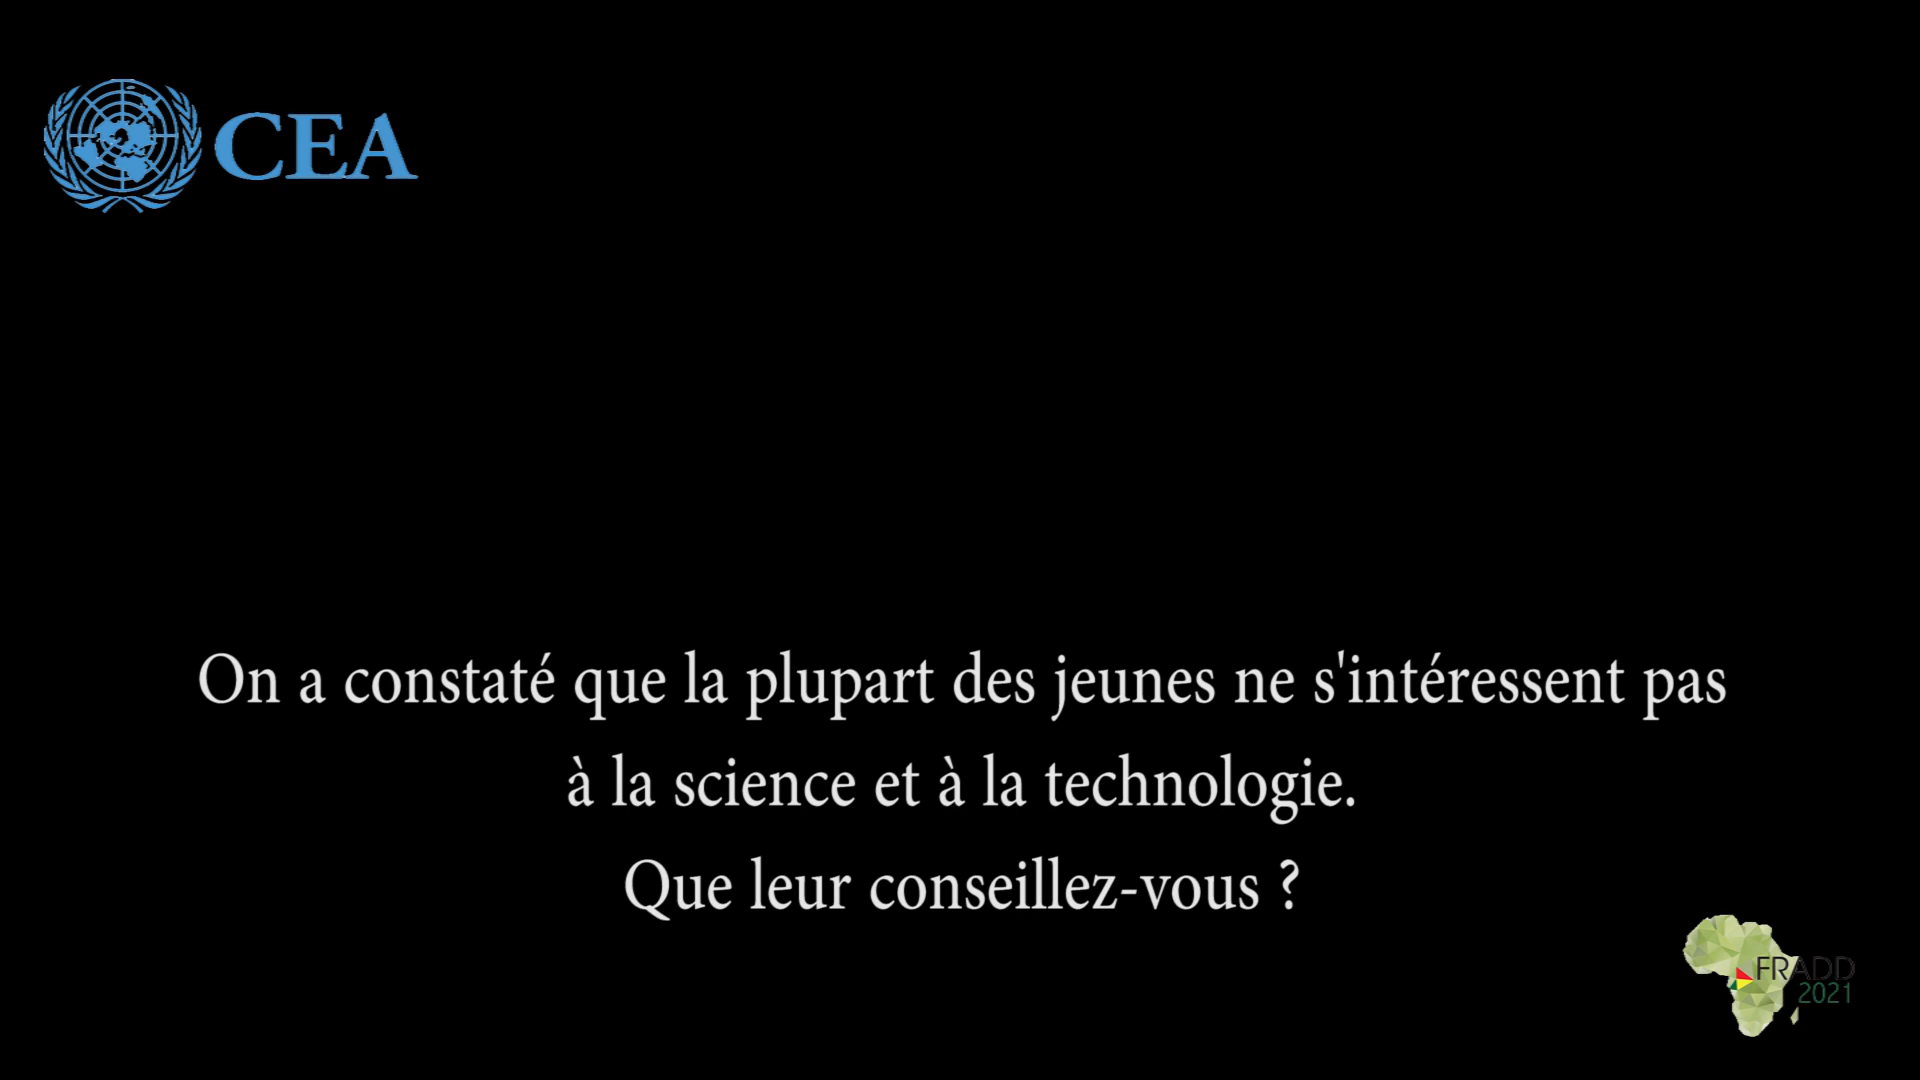 CEA
On a constaté que la plupart des jeunes ne s'intéressent pas
à la science et à la technologie.
Que leur conseillez-vous ?
FRADD
2021